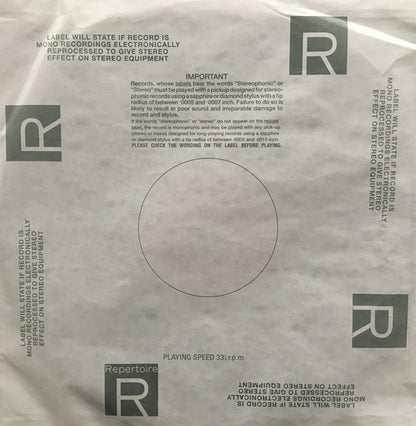 LABEL WILL STATE IF RECORD IS
MONO RECORDINGS ELECTRONICALLY
REPROCESSED TO GIVE STEREO
EFFECT ON STEREO EQUIPMENT
R
IMPORTANT
Records, whose labels bear the words "Stereophonic" or
"Stereo" must be played with a pickup designed for stereo-
phonic records using a sapphire or diamond stylus with a tip
radius of between ·0005 and ·0007 inch. Failure to do so is
likely to result in poor sound and irreparable damage to
record and stylus.
If the words "stereophonic" or "stereo" do not appear on the record
label, the record is monophonic and may be played with any pick-up
(stereo or mono) designed for long-playing records using a sapphire
or diamond stylus with a tip radius of between ·0005 and ·0010 inch.
PLEASE CHECK THE WORDING ON THE LABEL BEFORE PLAYING.
LABEL WILL STATE IF RECORD IS
MONO RECORDINGS ELECTRONICALLY
REPROCESSED TO GIVE STEREO
EFFECT ON STEREO EQUIPMENT
R
LABEL WILL STATE IF RECORD IS
MONO RECORDINGS ELECTRONICALLY
REPROCESSED TO GIVE STEREO
EFFECT ON STEREO EQUIPMENT
R
PLAYING SPEED 33⅓ r.p.m.
Repertoire
R
LABEL WILL STATE IF RECORD IS
MONO RECORDINGS ELECTRONICALLY
REPROCESSED TO GIVE STEREO
EFFECT ON STEREO EQUIPMENT